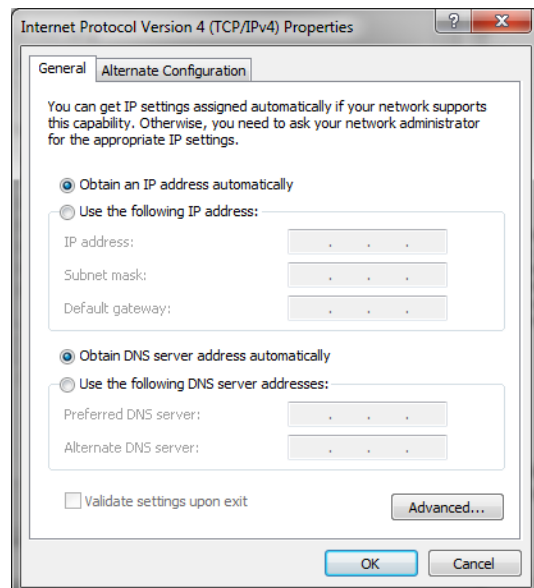 Internet Protocol Version 4 (TCP/IPv4) Properties
General
Alternate Configuration
You can get IP settings assigned automatically if your network supports
this capability. Otherwise, you need to ask your network administrator
for the appropriate IP settings.
Obtain an IP address automatically
Use the following IP address:
IP address:
. . .
Subnet mask:
. . .
Default gateway:
. . .
Obtain DNS server address automatically
Use the following DNS server addresses:
Preferred DNS server:
. . .
Alternate DNS server:
. . .
Validate settings upon exit
Advanced...
OK
Cancel